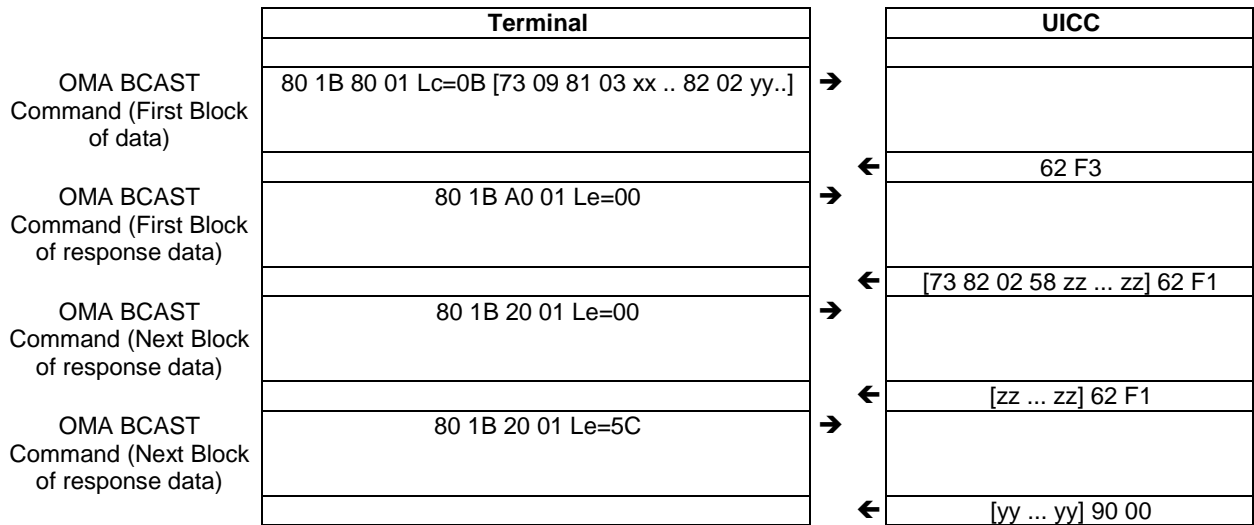 Terminal UICC
OMA BCAST
Command (First Block
of data)
80 1B 80 01 Lc=0B [73 09 81 03 xx .. 82 02 yy..] ➔
🡸 62 F3
OMA BCAST
Command (First Block
of response data)
80 1B A0 01 Le=00 ➔
🡸 [73 82 02 58 zz ... zz] 62 F1
OMA BCAST
Command (Next Block
of response data)
80 1B 20 01 Le=00 ➔
🡸 [zz ... zz] 62 F1
OMA BCAST
Command (Next Block
of response data)
80 1B 20 01 Le=5C ➔
🡸 [yy ... yy] 90 00